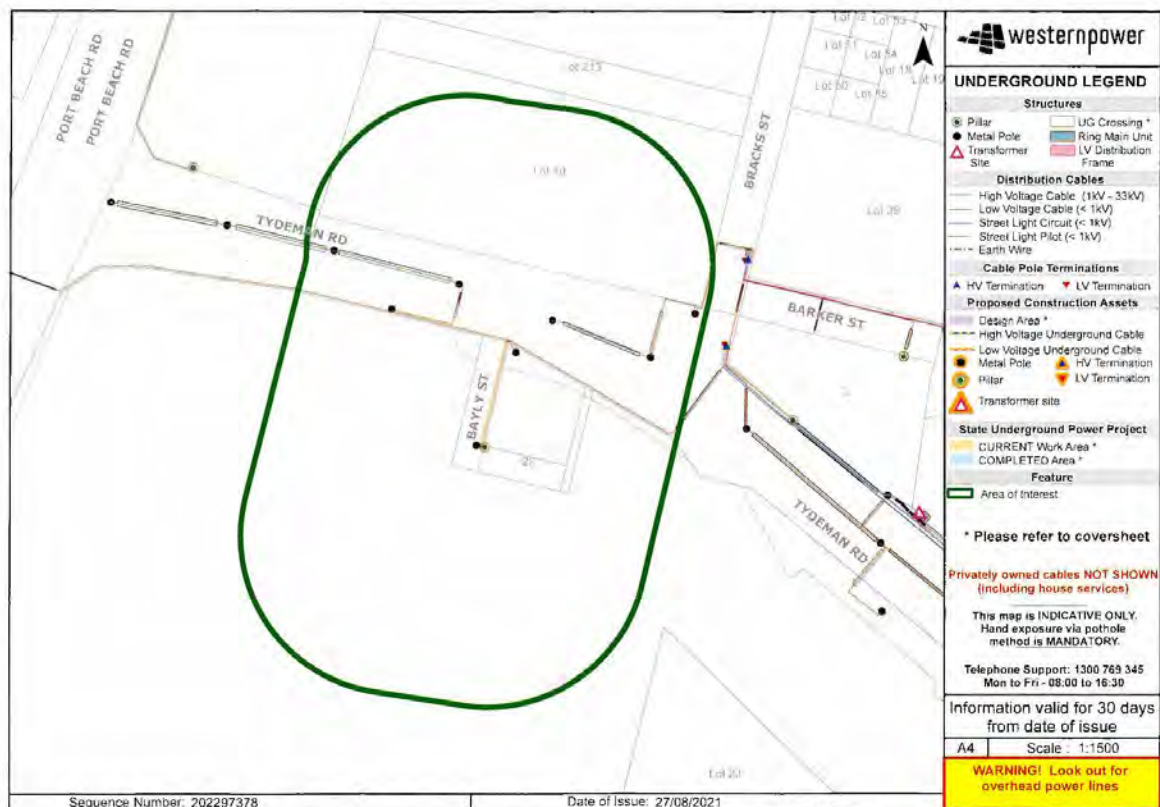 PORT BEACH RD
PORT BEACH RD
TYDEMAN RD
BRACKS ST
BARKER ST
BAYLY ST
TYDEMAN RD
Lot 51
Lot 54
Lot 18
Lot 39
Lot 20
N
westernpower
UNDERGROUND LEGEND
Structures
Pillar
UG Crossing *
Metal Pole
Ring Main Unit
Transformer Site
LV Distribution Frame
Distribution Cables
High Voltage Cable (1kV - 33kV)
Low Voltage Cable (< 1kV)
Street Light Circuit (< 1kV)
Street Light Pilot (< 1kV)
Earth Wire
Cable Pole Terminations
HV Termination
LV Termination
Proposed Construction Assets
Design Area *
High Voltage Underground Cable
Low Voltage Underground Cable
Metal Pole
HV Termination
Pillar
LV Termination
Transformer site
State Underground Power Project
CURRENT Work Area *
COMPLETED Area *
Feature
Area of Interest
* Please refer to coversheet
Privately owned cables NOT SHOWN
(including house services)
This map is INDICATIVE ONLY.
Hand exposure via pothole
method is MANDATORY.
Telephone Support: 1300 769 345
Mon to Fri - 08:00 to 16:30
Information valid for 30 days
from date of issue
A4
Scale : 1:1500
WARNING! Look out for
overhead power lines
Sequence Number: 202297378
Date of Issue: 27/08/2021